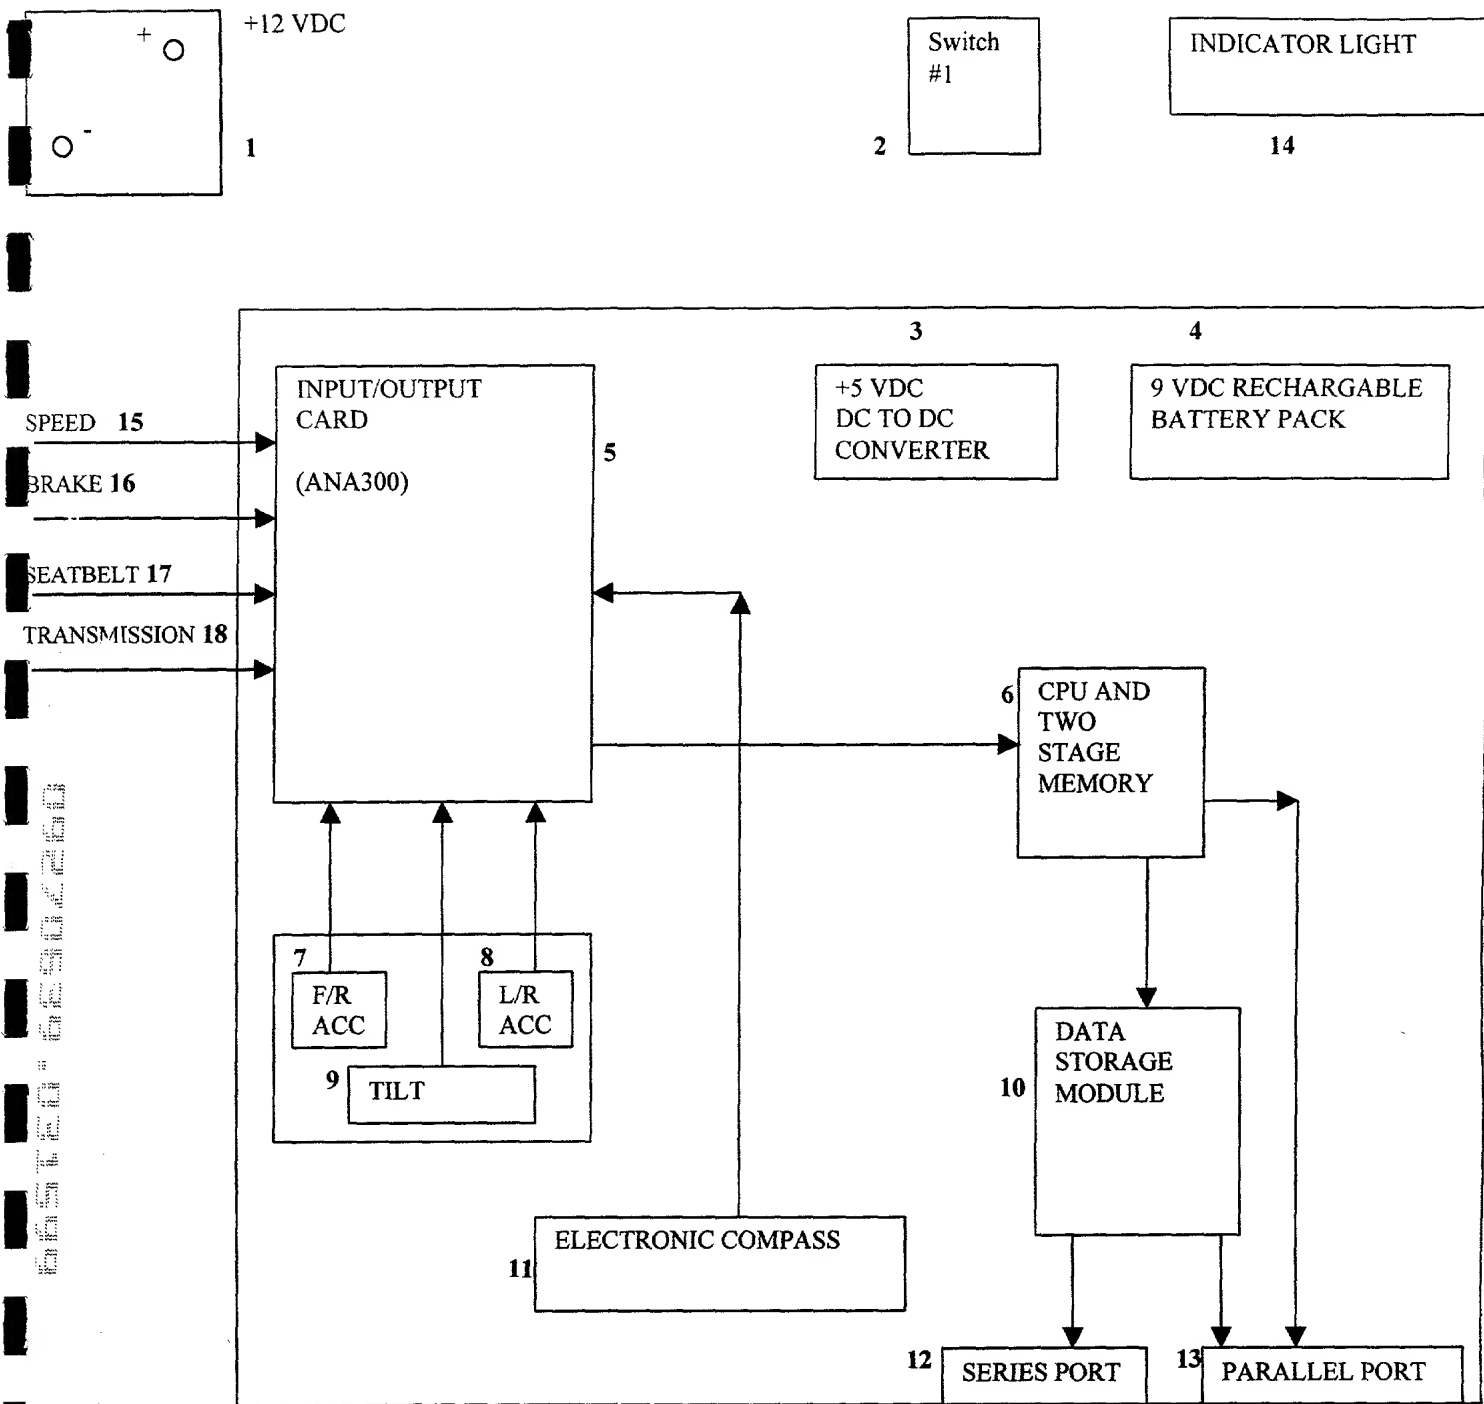 +12 VDC
+
-
1
Switch
#1
2
INDICATOR LIGHT
14
3
4
INPUT/OUTPUT
CARD
(ANA300)
5
+5 VDC
DC TO DC
CONVERTER
9 VDC RECHARGABLE
BATTERY PACK
SPEED 15
BRAKE 16
SEATBELT 17
TRANSMISSION 18
6
CPU AND
TWO
STAGE
MEMORY
7
F/R
ACC
8
L/R
ACC
9
TILT
10
DATA
STORAGE
MODULE
11
ELECTRONIC COMPASS
12
SERIES PORT
13
PARALLEL PORT